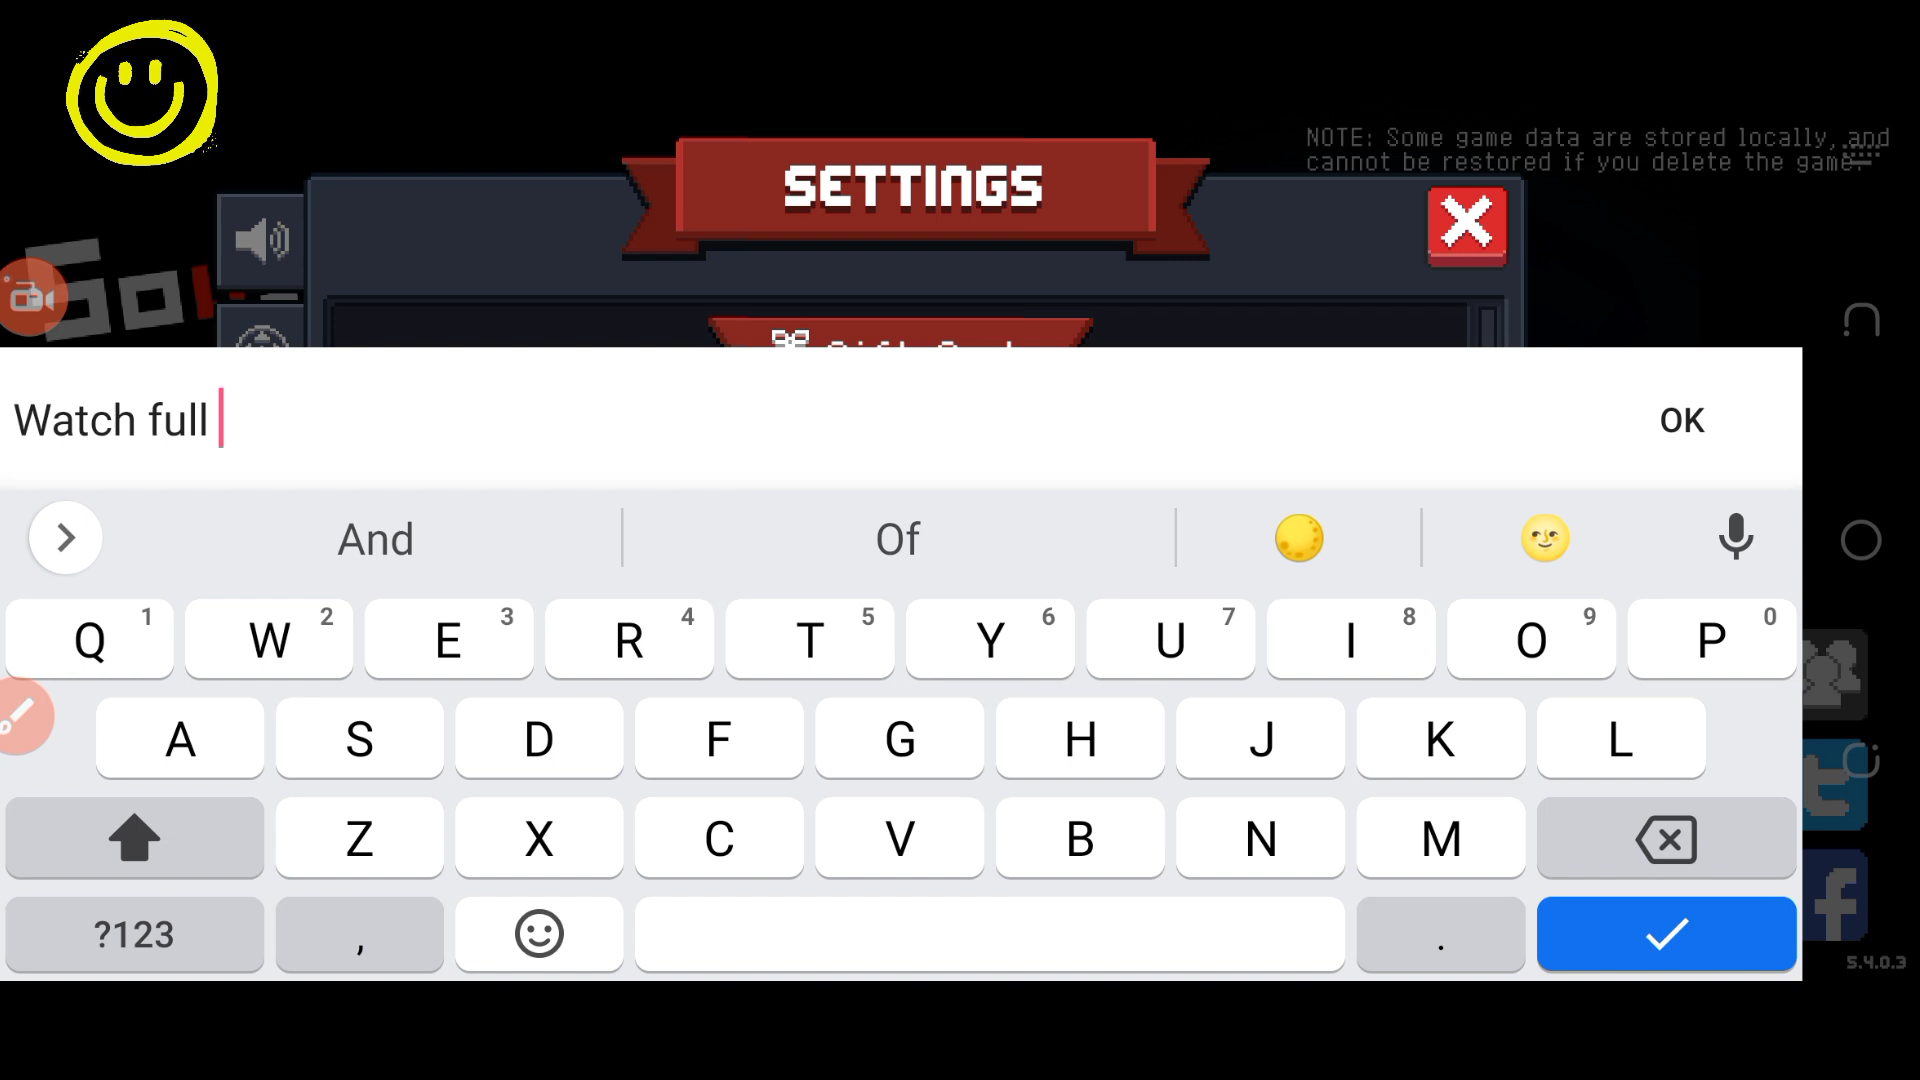 NOTE: Some game data are stored locally, and
cannot be restored if you delete the game.
SETTINGS
Watch full
OK
And
Of
Q 1 W 2 E 3 R 4 T 5 Y 6 U 7 I 8 O 9 P 0
A S D F G H J K L
Z X C V B N M
?123 , .
5.4.0.3